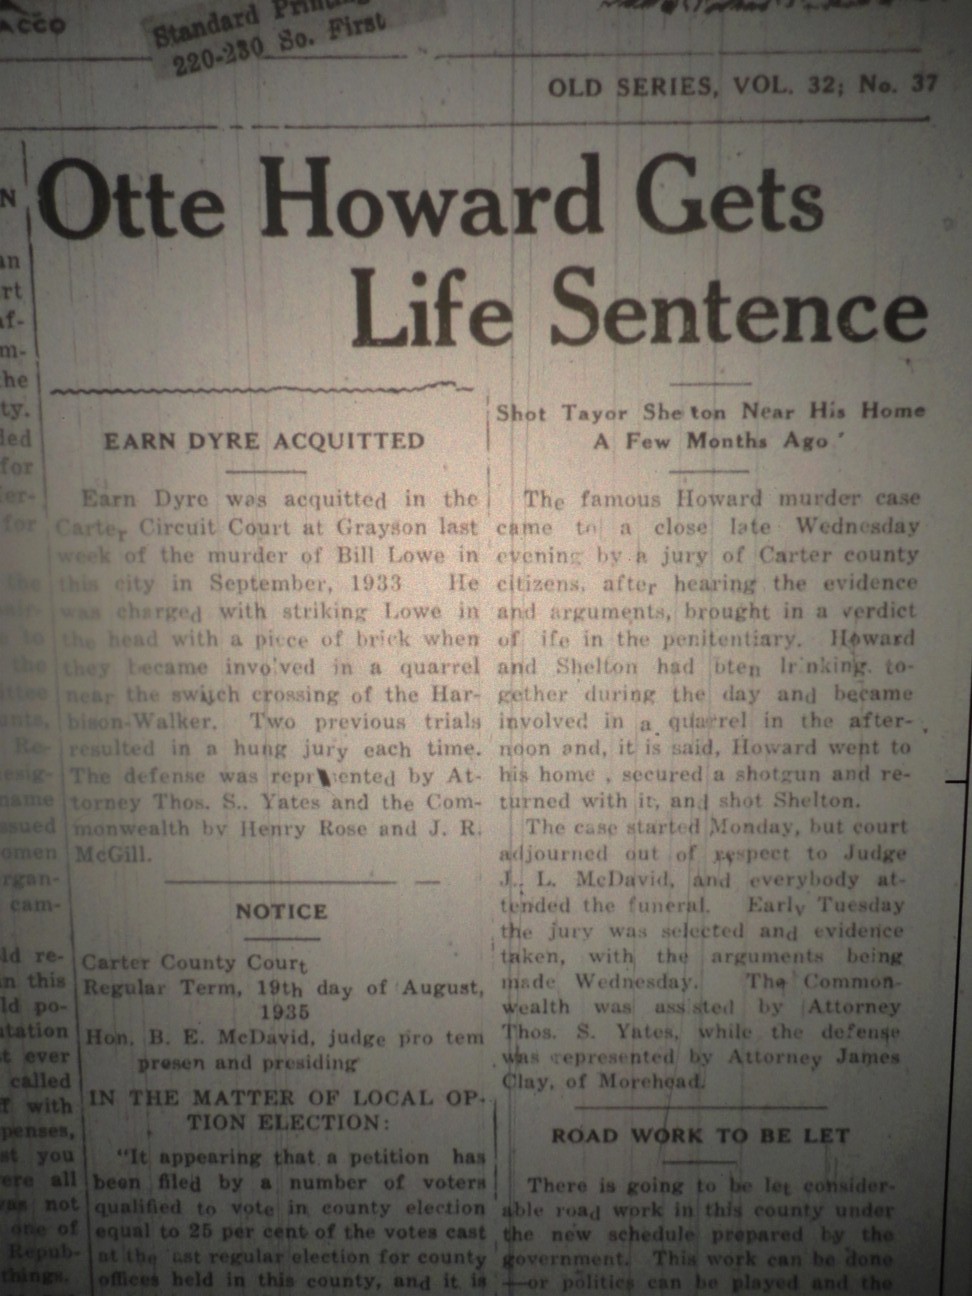 ACCO
Standard Printing
220-230 So. First
OLD SERIES, VOL. 32; No. 37
Otte Howard Gets
Life Sentence
EARN DYRE ACQUITTED
Earn Dyre was acquitted in the
Carter Circuit Court at Grayson last
week of the murder of Bill Lowe in
this city in September, 1933 He
was charged with striking Lowe in
the head with a piece of brick when
they became invo'ved in a quarrel
near the switch crossing of the Har-
bison-Walker. Two previous trials
resulted in a hung jury each time.
The defense was represented by At-
torney Thos. S.. Yates and the Com-
monwealth by Henry Rose and J. R.
McGill.
NOTICE
Carter County Court
Regular Term, 19th day of August,
1935
Hon. B. E. McDavid, judge pro tem
presen and presiding
IN THE MATTER OF LOCAL OP-
TION ELECTION:
"It appearing that a petition has
been filed by a number of voters
qualified to vote in county election
equal to 25 per cent of the votes cast
at the ast regular election for county
offices held in this county, and it is
Shot Tayor She ton Near His Home
A Few Months Ago
The famous Howard murder case
came to a close late Wednesday
evening by a jury of Carter county
citizens, after hearing the evidence
and arguments, brought in a verdict
of ife in the penitentiary. Howard
and Shelton had bten Irnking to-
gether during the day and became
involved in a quarrel in the after-
noon and, it is said, Howard went to
his home , secured a shotgun and re-
turned with it, and shot Shelton.
The case started Monday, but court
adjourned out of respect to Judge
J. L. McDavid, and everybody at-
tended the funeral. Early Tuesday
the jury was selected and evidence
taken, with the arguments being
made Wednesday. The Common-
wealth was ass sted by Attorney
Thos. S. Yates, while the defense
was represented by Attorney James
Clay, of Morehead.
ROAD WORK TO BE LET
There is going to be let consider-
able road work in this county under
the new schedule prepared by the
government. This work can be done
—or politics can be played and the